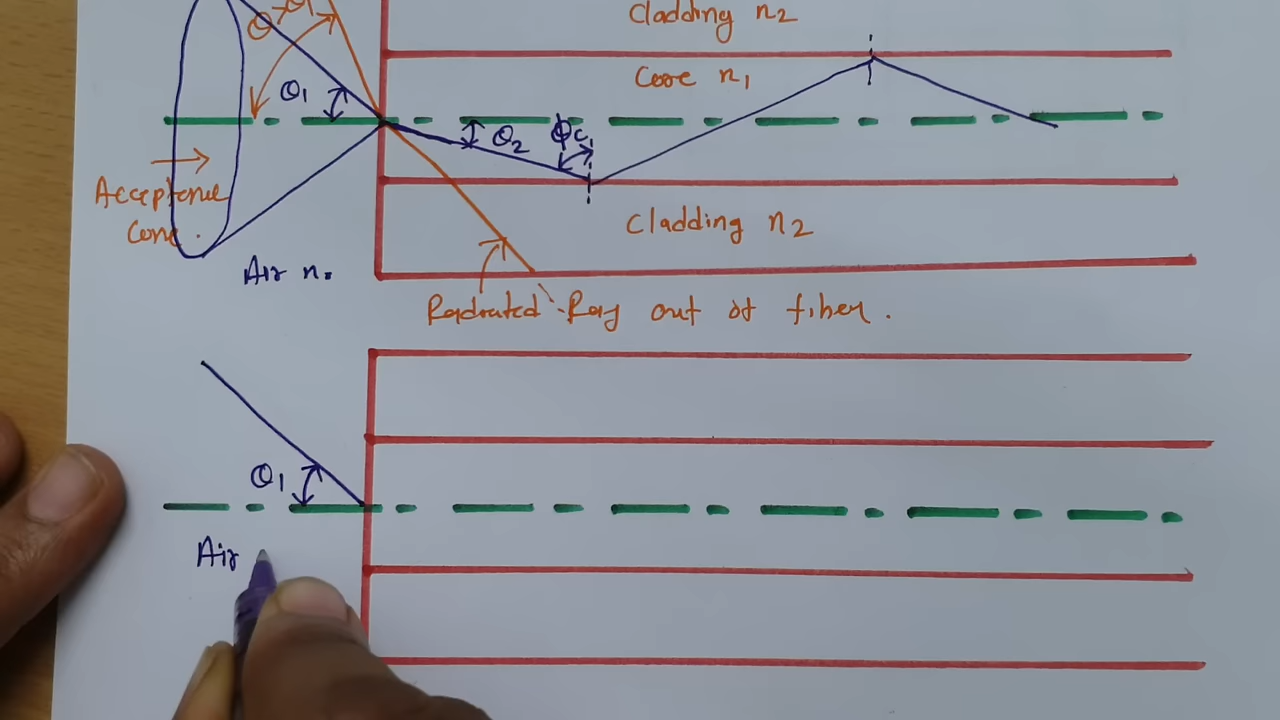 θ>θ1
Cladding n2
Core n1
θ1
θ2
ϕc
Acceptance
Cone.
Cladding n2
Air n.
Radiated Ray out of fiber.
θ1
Air